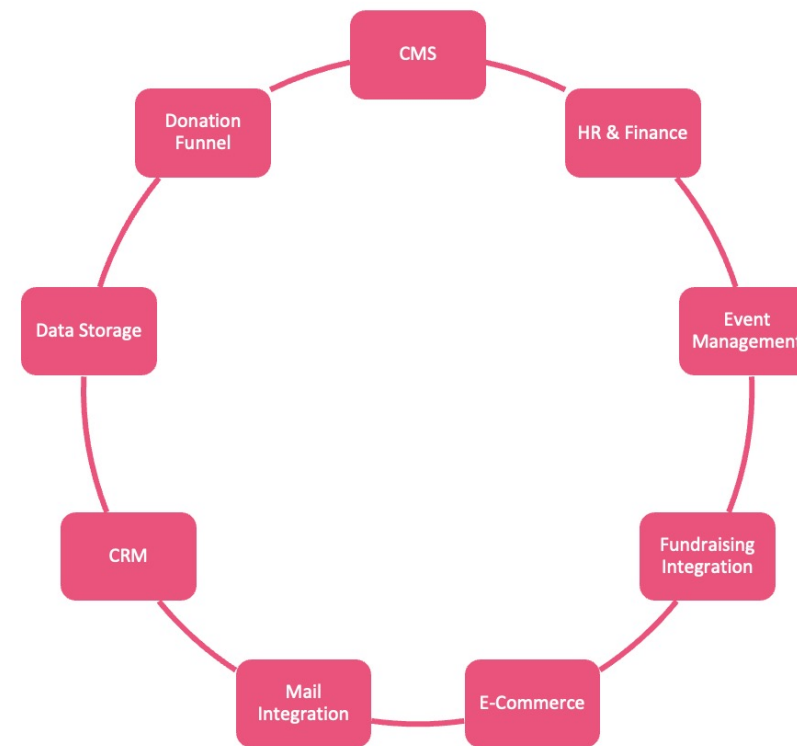 CMS
HR & Finance
Event
Management
Fundraising
Integration
E-Commerce
Mail
Integration
CRM
Data Storage
Donation
Funnel